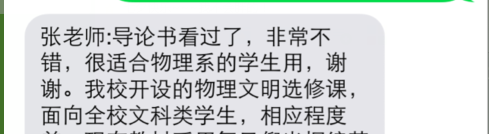 张老师:导论书看过了，非常不
错，很适合物理系的学生用，谢
谢。我校开设的物理文明选修课，
面向全校文科类学生，相应程度